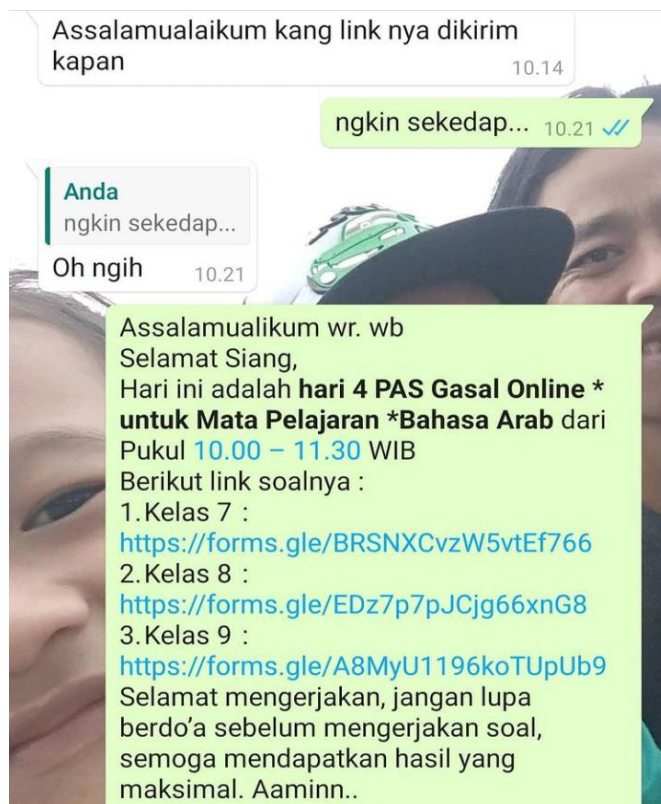 Assalamualaikum kang link nya dikirim
kapan
10.14
ngkin sekedap... 10.21
Anda
ngkin sekedap...
Oh ngih 10.21
Assalamualikum wr. wb
Selamat Siang,
Hari ini adalah hari 4 PAS Gasal Online *
untuk Mata Pelajaran *Bahasa Arab dari
Pukul 10.00 – 11.30 WIB
Berikut link soalnya :
1.Kelas 7 :
https://forms.gle/BRSNXCvzW5vtEf766
2.Kelas 8 :
https://forms.gle/EDz7p7pJCjg66xnG8
3.Kelas 9 :
https://forms.gle/A8MyU1196koTUpUb9
Selamat mengerjakan, jangan lupa
berdo’a sebelum mengerjakan soal,
semoga mendapatkan hasil yang
maksimal. Aaminn..